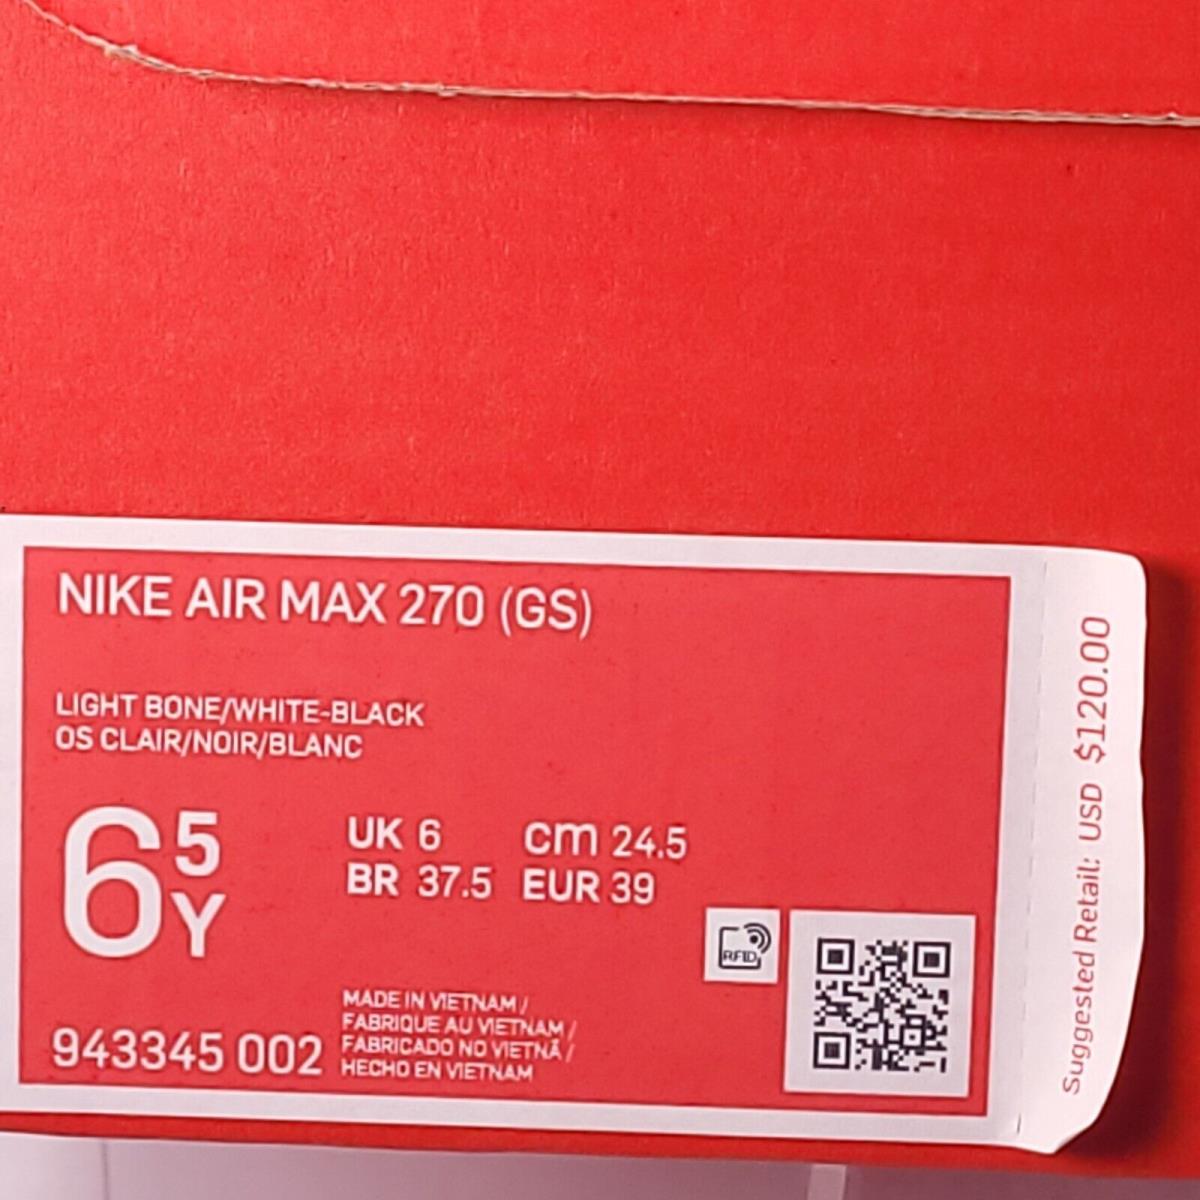 NIKE AIR MAX 270 (GS)
LIGHT BONE/WHITE-BLACK
OS CLAIR/NOIR/BLANC
6 5 Y
UK 6 cm 24.5
BR 37.5 EUR 39
943345 002
MADE IN VIETNAM /
FABRIQUE AU VIETNAM /
FABRICADO NO VIETNÃ /
HECHO EN VIETNAM
RFID
Suggested Retail: USD $120.00